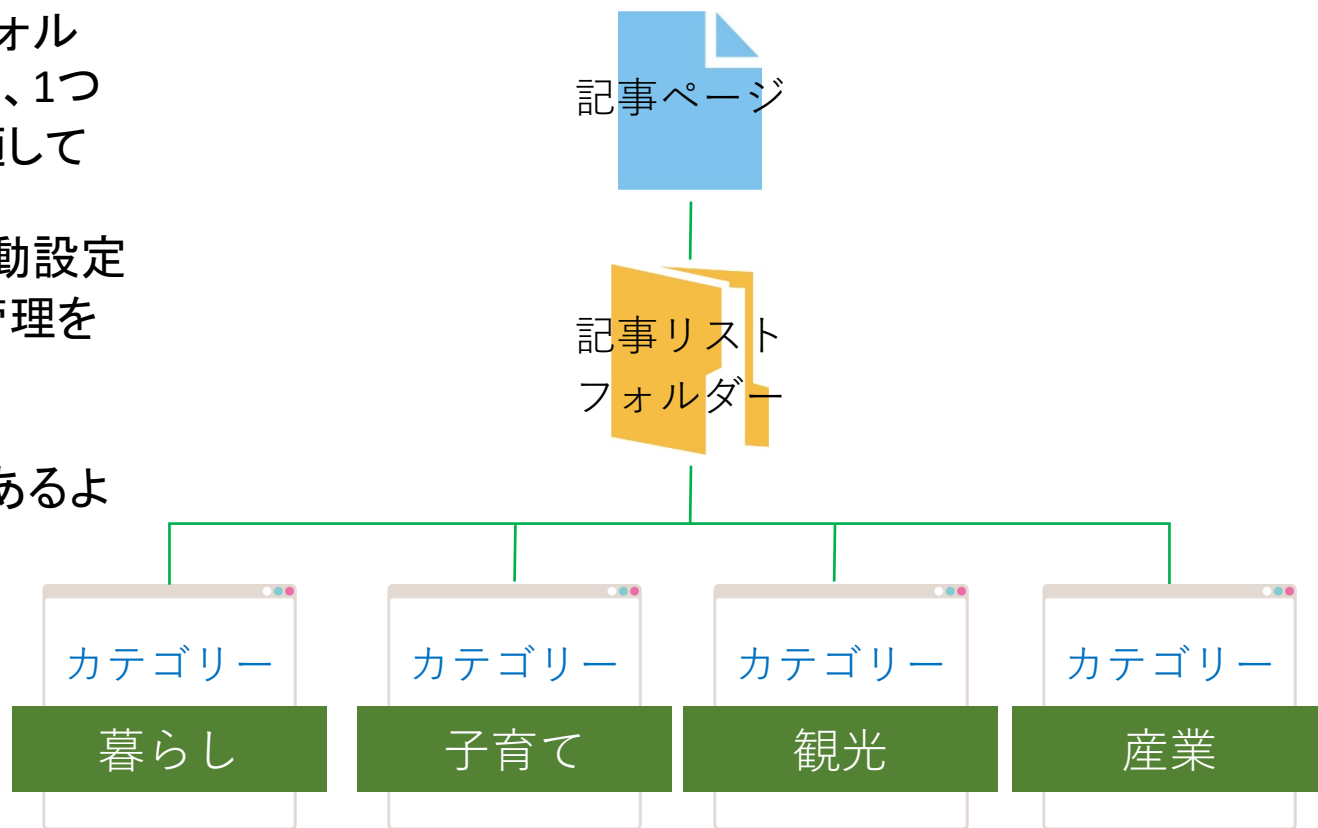 ォル
、1つ
して
動設定
理を
あるよ
記事ページ
記事リスト
フォルダー
カテゴリー
暮らし
カテゴリー
子育て
カテゴリー
観光
カテゴリー
産業